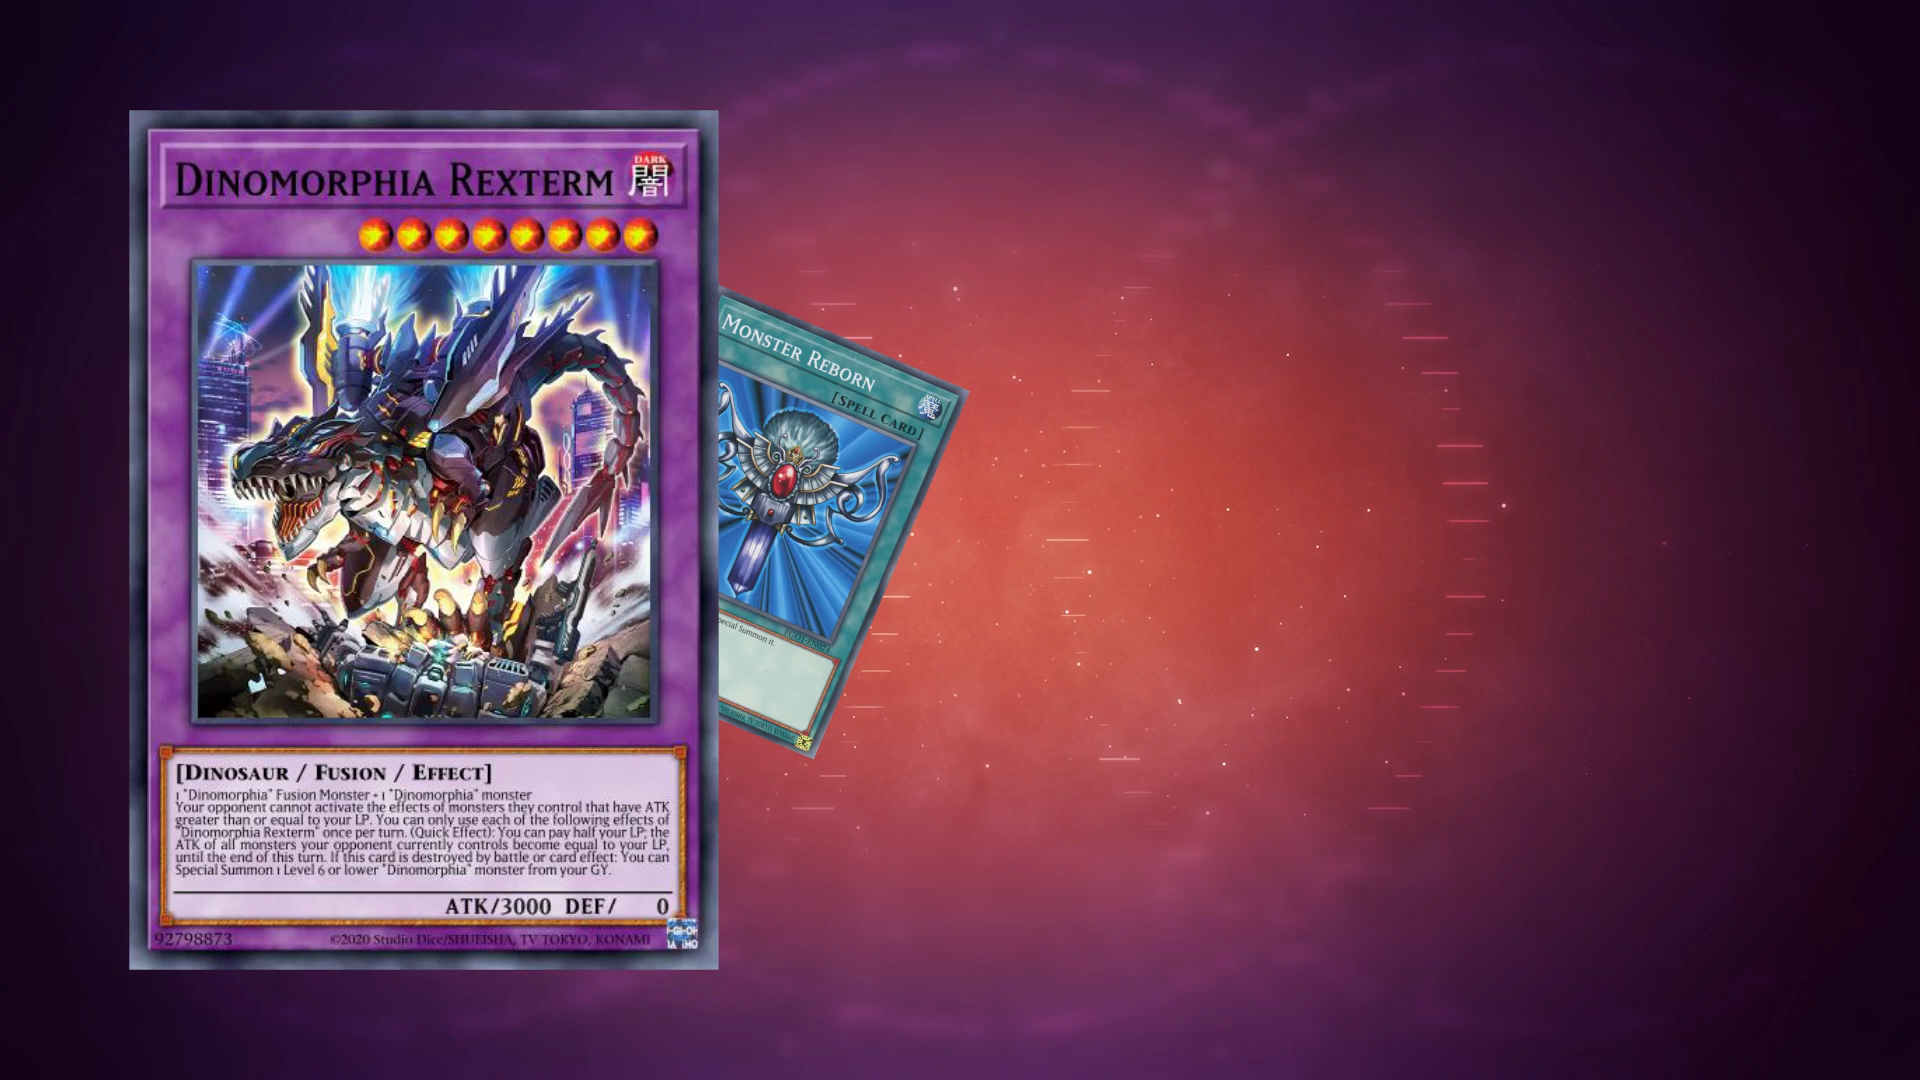 DINOMORPHIA REXTERM
DARK
闇
[DINOSAUR / FUSION / EFFECT]
1 "Dinomorphia" Fusion Monster + 1 "Dinomorphia" monster
Your opponent cannot activate the effects of monsters they control that have ATK
greater than or equal to your LP. You can only use each of the following effects of
"Dinomorphia Rexterm" once per turn. (Quick Effect): You can pay half your LP; the
ATK of all monsters your opponent currently controls become equal to your LP,
until the end of this turn. If this card is destroyed by battle or card effect: You can
Special Summon 1 Level 6 or lower "Dinomorphia" monster from your GY.
ATK/3000 DEF/ 0
92798873
©2020 Studio Dice/SHUEISHA, TV TOKYO, KONAMI
MONSTER REBORN
[SPELL CARD]
Summon it.
TV TOKYO, KONAMI